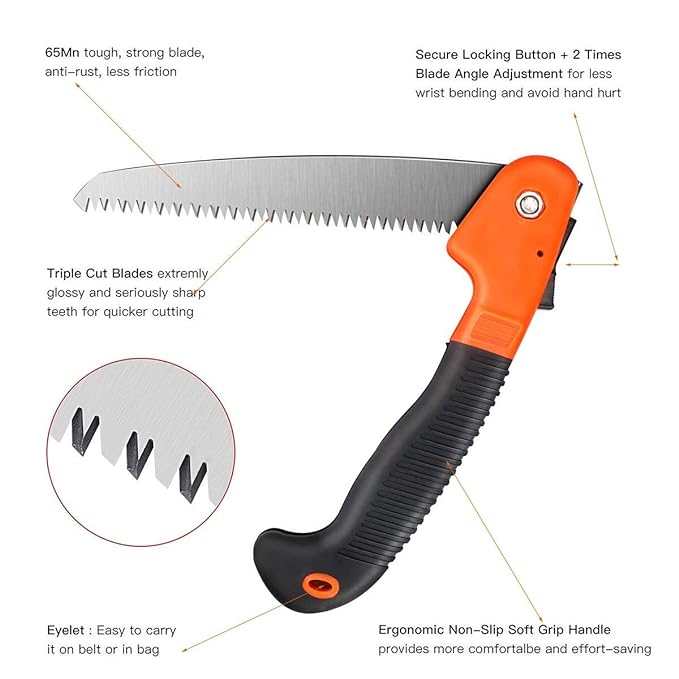 65Mn tough, strong blade,
anti-rust, less friction
Secure Locking Button + 2 Times
Blade Angle Adjustment for less
wrist bending and avoid hand hurt
Triple Cut Blades extremly
glossy and seriously sharp
teeth for quicker cutting
Eyelet : Easy to carry
it on belt or in bag
Ergonomic Non-Slip Soft Grip Handle
provides more comfortalbe and effort-saving